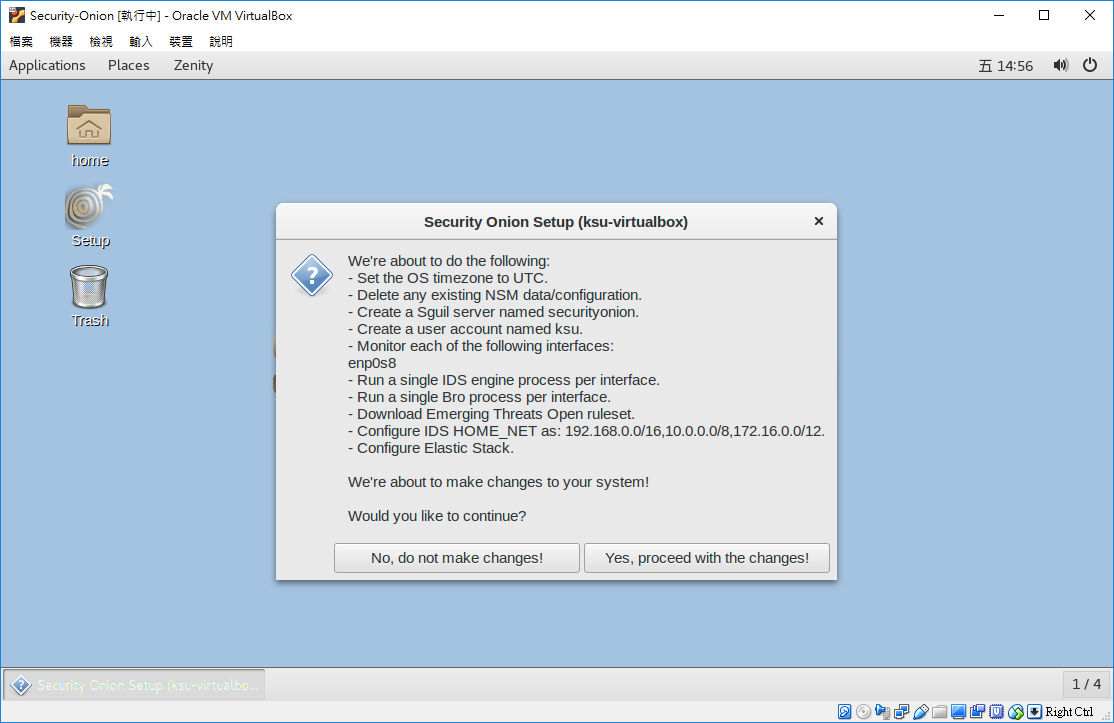 Security-Onion [執行中] - Oracle VM VirtualBox
檔案 機器 檢視 輸入 裝置 說明
Applications Places Zenity 五 14:56
home
Setup
Trash
Security Onion Setup (ksu-virtualbox)
We're about to do the following:
- Set the OS timezone to UTC.
- Delete any existing NSM data/configuration.
- Create a Sguil server named securityonion.
- Create a user account named ksu.
- Monitor each of the following interfaces:
enp0s8
- Run a single IDS engine process per interface.
- Run a single Bro process per interface.
- Download Emerging Threats Open ruleset.
- Configure IDS HOME_NET as: 192.168.0.0/16,10.0.0.0/8,172.16.0.0/12.
- Configure Elastic Stack.
We're about to make changes to your system!
Would you like to continue?
No, do not make changes! Yes, proceed with the changes!
Security Onion Setup (ksu-virtualbo... 1 / 4
Right Ctrl